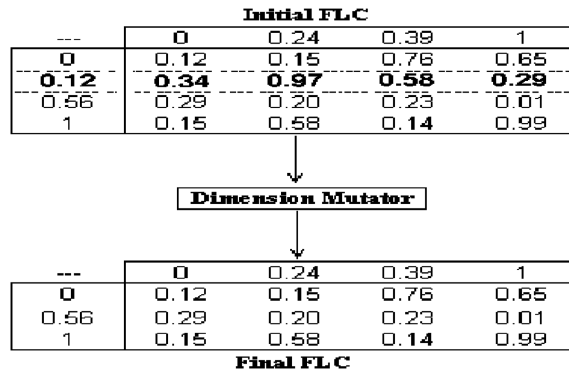 Initial FLC
--- 0 0.24 0.39 1
0 0.12 0.15 0.76 0.65
0.12 0.34 0.97 0.58 0.29
0.56 0.29 0.20 0.23 0.01
1 0.15 0.58 0.14 0.99
Dimension Mutator
--- 0 0.24 0.39 1
0 0.12 0.15 0.76 0.65
0.56 0.29 0.20 0.23 0.01
1 0.15 0.58 0.14 0.99
Final FLC